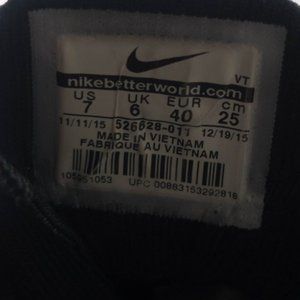 VT
nikebetterworld.com
US UK EUR cm
7 6 40 25
11/11/15 526628-011 12/19/15
MADE IN VIETNAM
FABRIQUE AU VIETNAM
UPC 00883153292816